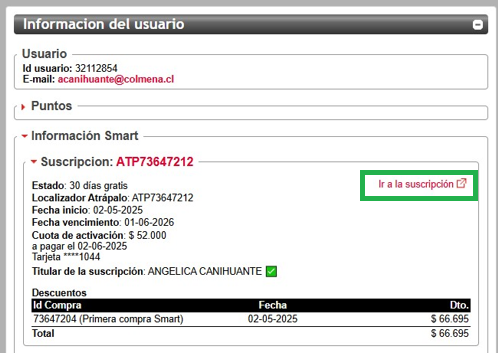 Informacion del usuario
Usuario
Id usuario: 32112854
E-mail: acanihuante@colmena.cl
Puntos
Información Smart
Suscripcion: ATP73647212
Estado: 30 días gratis
Ir a la suscripción
Localizador Atrápalo: ATP73647212
Fecha inicio: 02-05-2025
Fecha vencimiento: 01-06-2026
Cuota de activación: $ 52.000
a pagar el 02-06-2025
Tarjeta ****1044
Titular de la suscripción: ANGELICA CANIHUANTE
Descuentos
Id Compra Fecha Dto.
73647204 (Primera compra Smart) 02-05-2025 $ 66.695
Total $ 66.695